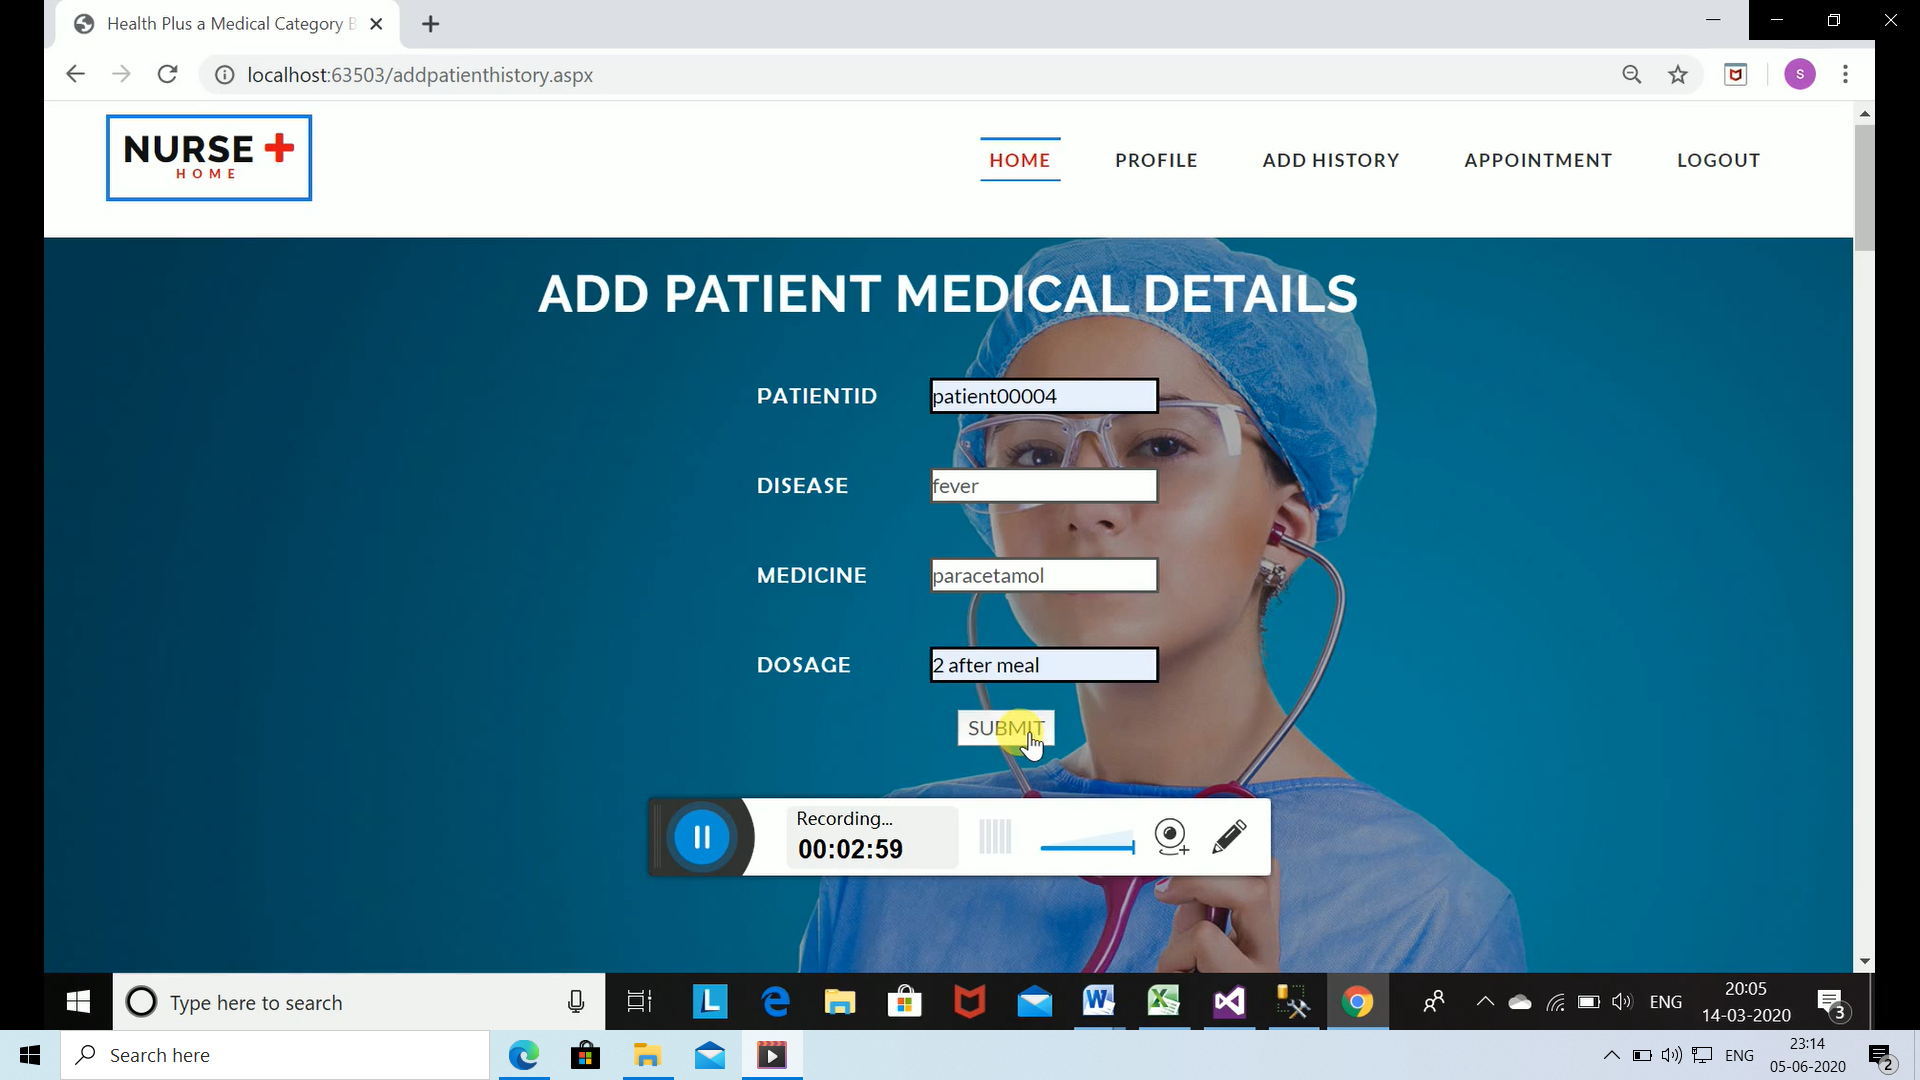 Health Plus a Medical Category B
localhost:63503/addpatienthistory.aspx
S
NURSE
HOME
HOME PROFILE ADD HISTORY APPOINTMENT LOGOUT
ADD PATIENT MEDICAL DETAILS
PATIENTID patient00004
DISEASE fever
MEDICINE paracetamol
DOSAGE 2 after meal
SUBMIT
Recording...
00:02:59
Type here to search
L
ENG
20:05
14-03-2020
3
Search here
ENG
23:14
05-06-2020
2